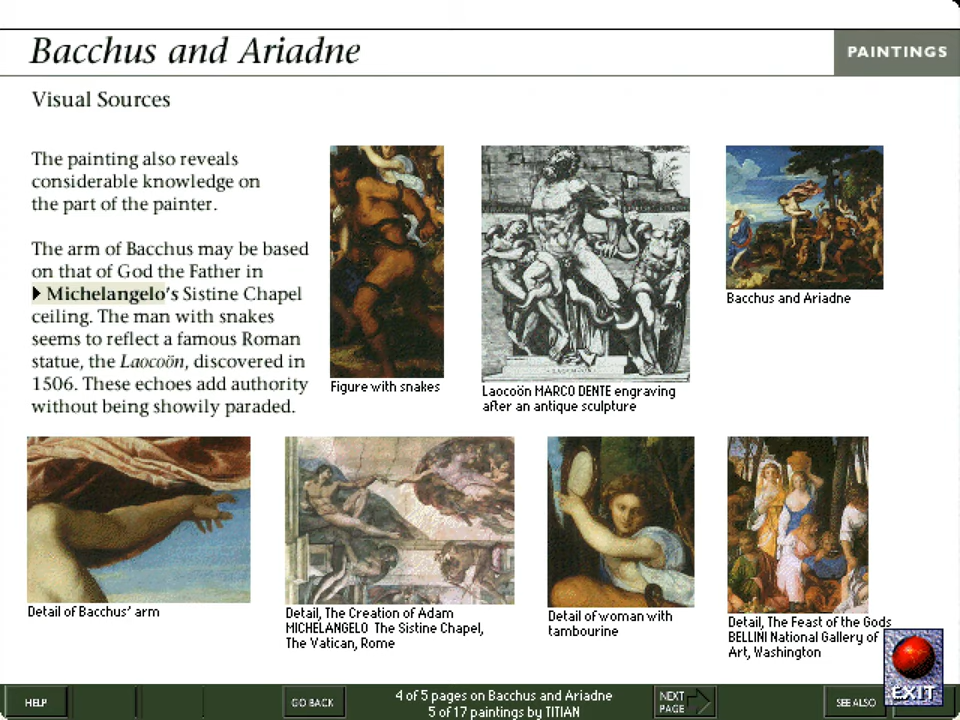 Bacchus and Ariadne
PAINTINGS
Visual Sources
The painting also reveals
considerable knowledge on
the part of the painter.
The arm of Bacchus may be based
on that of God the Father in
Michelangelo's Sistine Chapel
ceiling. The man with snakes
seems to reflect a famous Roman
statue, the Laocoön, discovered in
1506. These echoes add authority
without being showily paraded.
Figure with snakes
Laocoön MARCO DENTE engraving
after an antique sculpture
Bacchus and Ariadne
Detail of Bacchus' arm
Detail, The Creation of Adam
MICHELANGELO The Sistine Chapel,
The Vatican, Rome
Detail of woman with
tambourine
Detail, The Feast of the Gods
BELLINI National Gallery of
Art, Washington
EXIT
HELP
GO BACK
4 of 5 pages on Bacchus and Ariadne
5 of 17 paintings by TITIAN
NEXT
PAGE
SEE ALSO